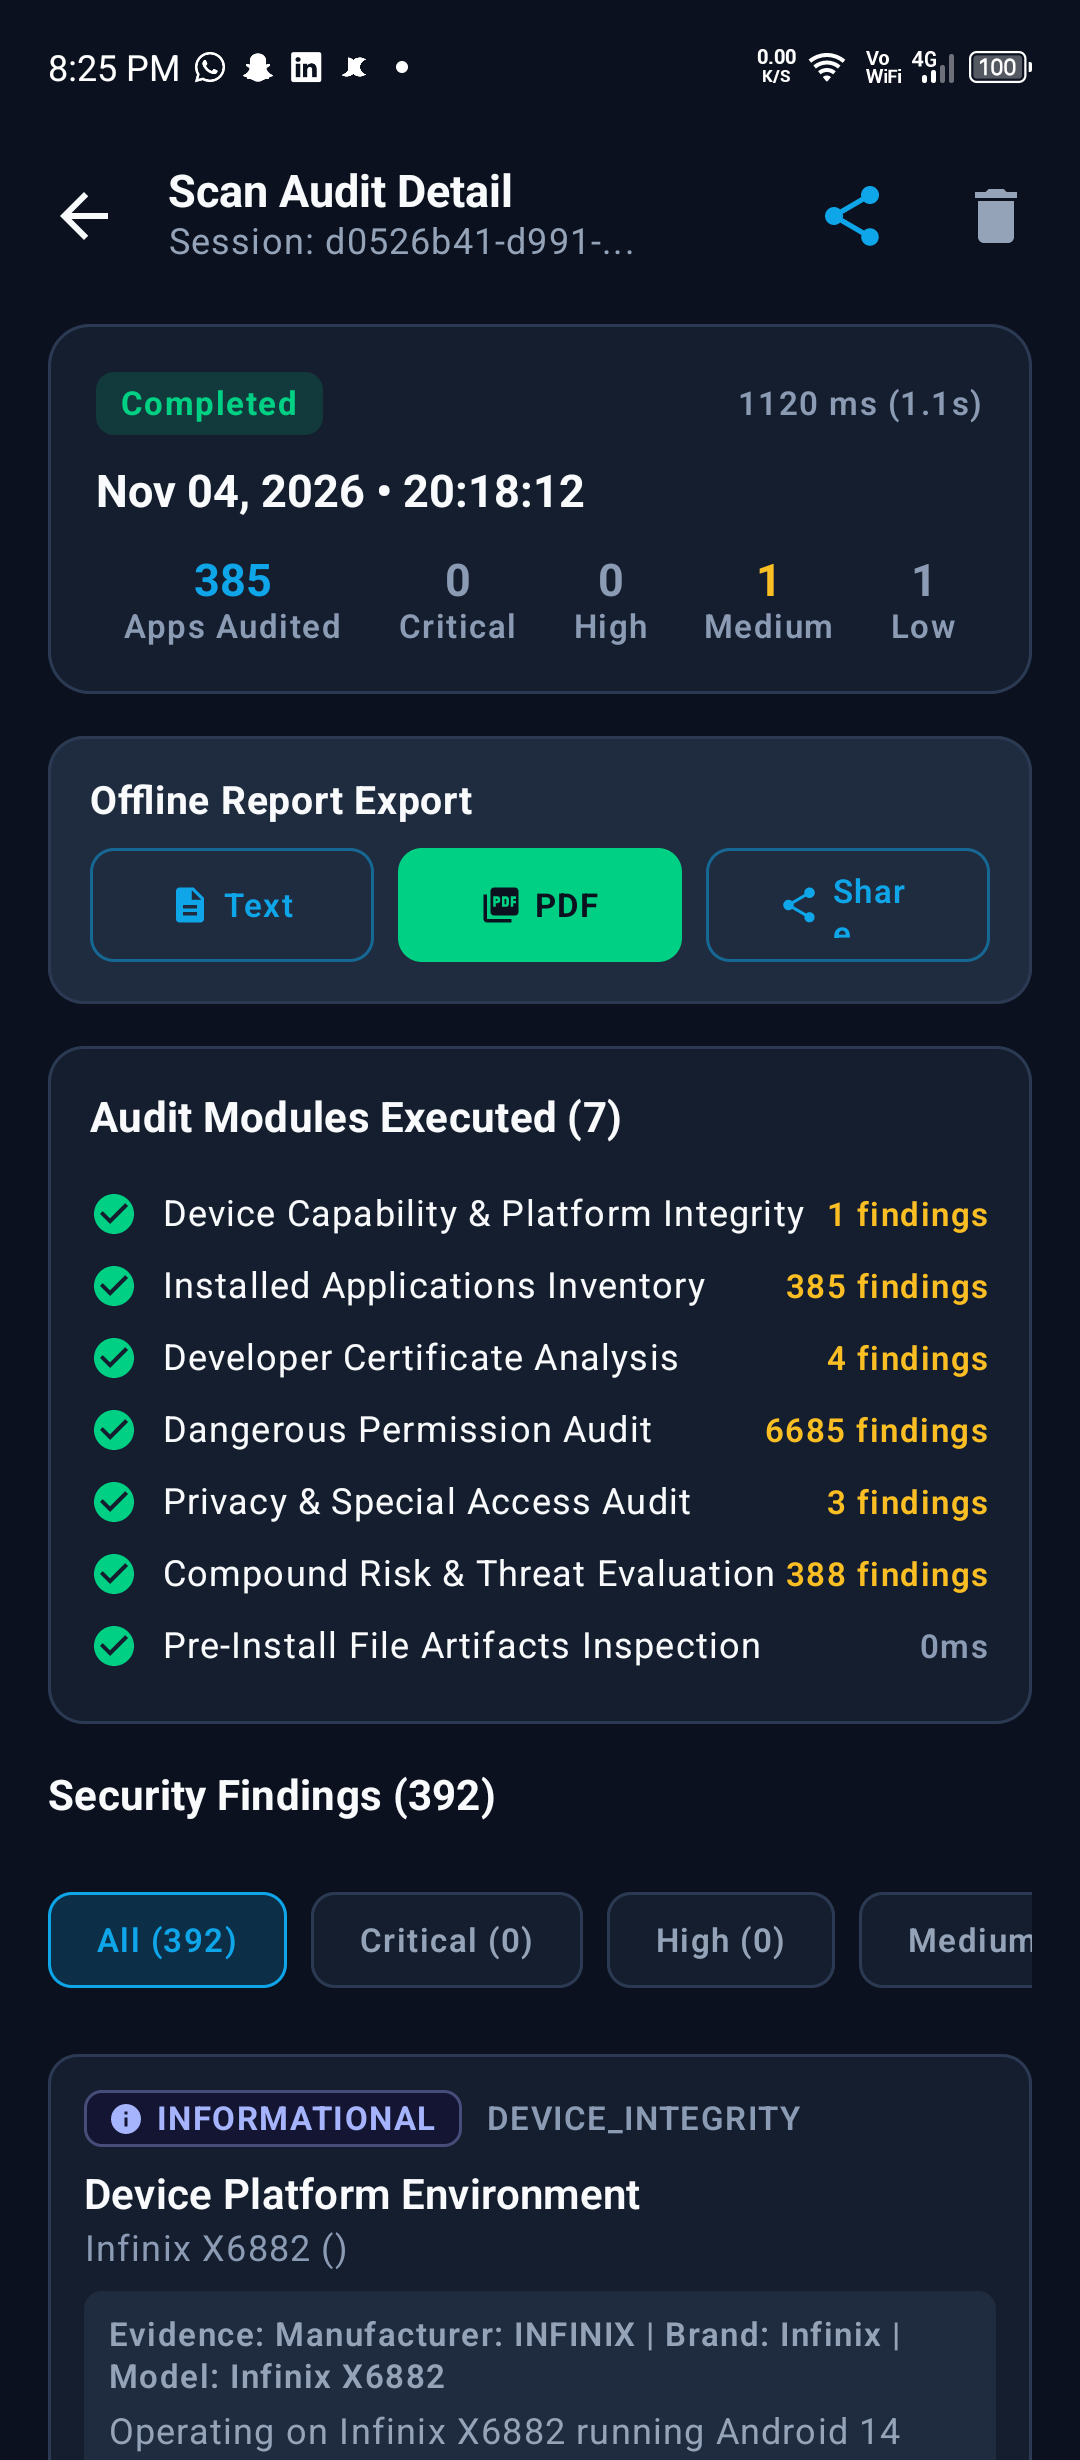 8:25 PM
0.00 K/S
Vo WiFi
4G
100
Scan Audit Detail
Session: d0526b41-d991-...
Completed
1120 ms (1.1s)
Nov 04, 2026 • 20:18:12
385 0 0 1 1
Apps Audited Critical High Medium Low
Offline Report Export
Text
PDF
Shar
e
Audit Modules Executed (7)
Device Capability & Platform Integrity 1 findings
Installed Applications Inventory 385 findings
Developer Certificate Analysis 4 findings
Dangerous Permission Audit 6685 findings
Privacy & Special Access Audit 3 findings
Compound Risk & Threat Evaluation 388 findings
Pre-Install File Artifacts Inspection 0ms
Security Findings (392)
All (392) Critical (0) High (0) Medium
INFORMATIONAL DEVICE_INTEGRITY
Device Platform Environment
Infinix X6882 ()
Evidence: Manufacturer: INFINIX | Brand: Infinix |
Model: Infinix X6882
Operating on Infinix X6882 running Android 14